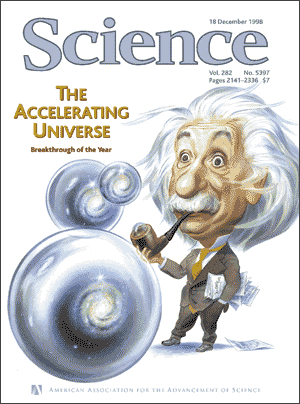 18 December 1998
Science
Vol. 282 No. 5397
Pages 2141–2336 $7
THE
ACCELERATING
UNIVERSE
Breakthrough of the Year
AMERICAN ASSOCIATION FOR THE ADVANCEMENT OF SCIENCE